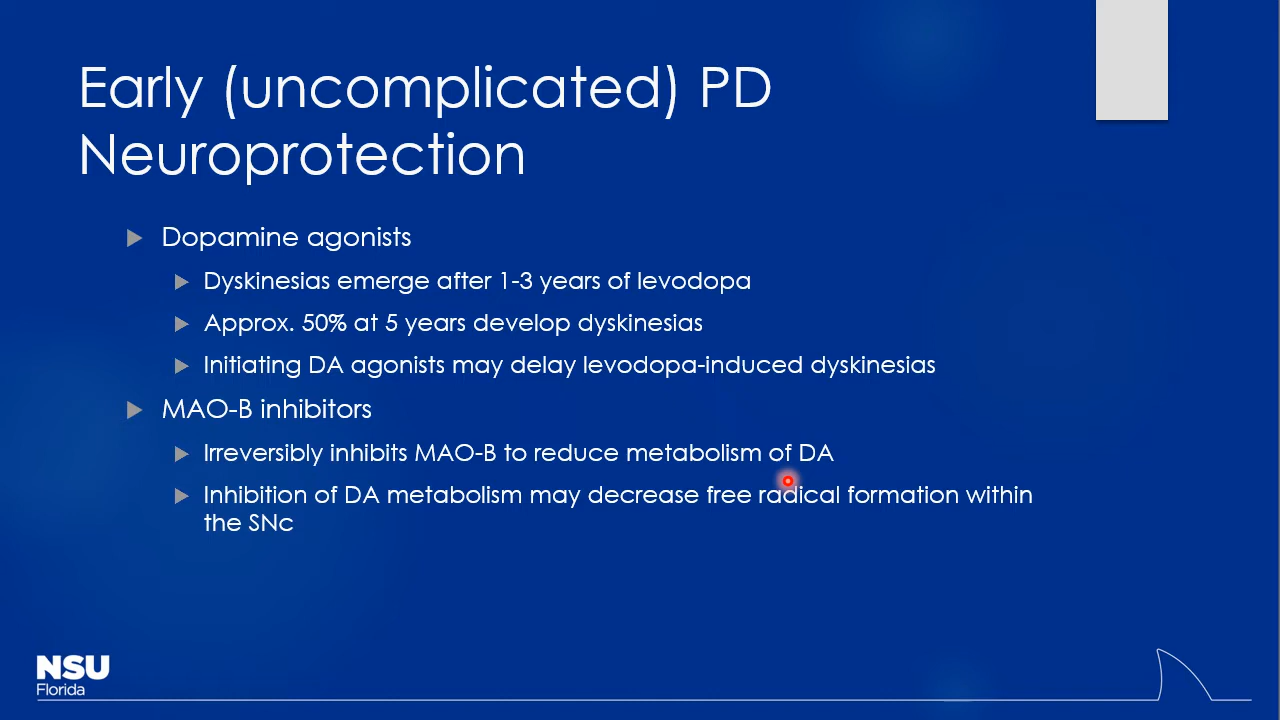 Early (uncomplicated) PD
Neuroprotection
Dopamine agonists
Dyskinesias emerge after 1-3 years of levodopa
Approx. 50% at 5 years develop dyskinesias
Initiating DA agonists may delay levodopa-induced dyskinesias
MAO-B inhibitors
Irreversibly inhibits MAO-B to reduce metabolism of DA
Inhibition of DA metabolism may decrease free radical formation within
the SNc
NSU
Florida